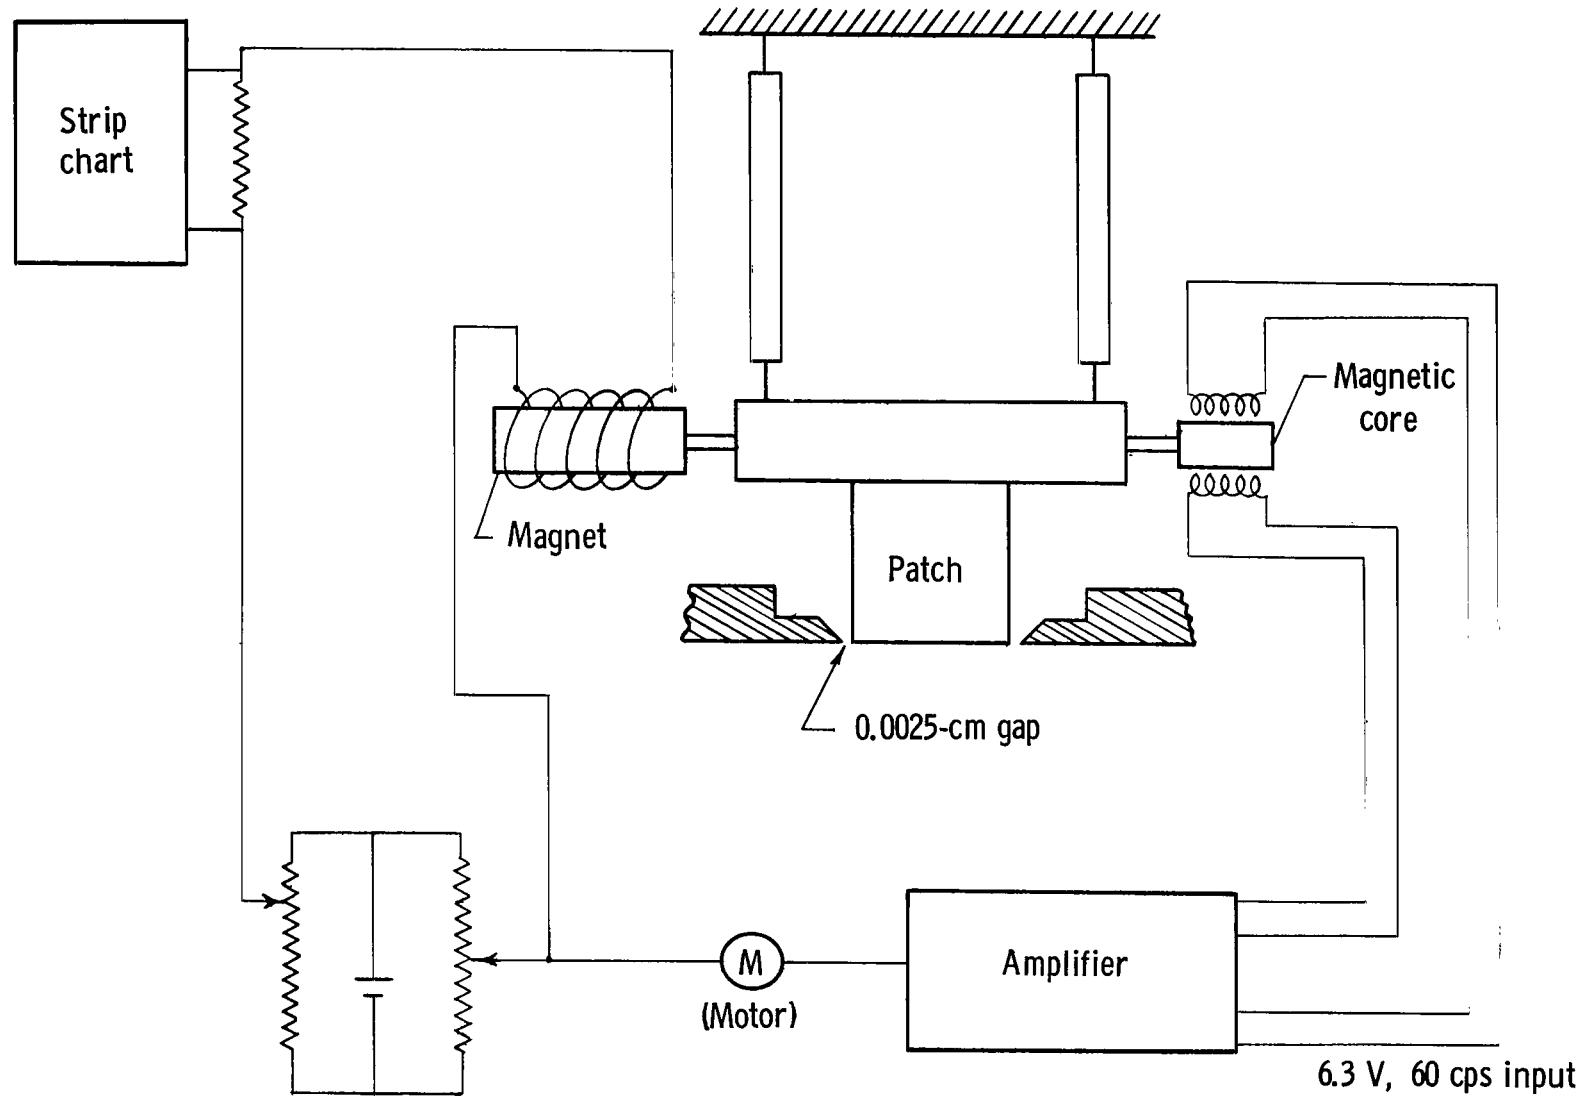 Strip
chart
Magnetic
core
Magnet
Patch
0.0025-cm gap
M
(Motor)
Amplifier
6.3 V, 60 cps input